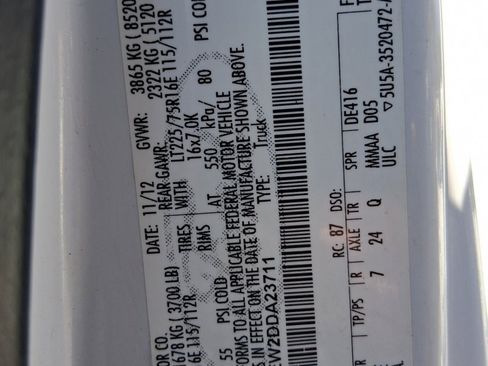 OR CO. DATE: 11/12 GVWR: 3865 KG ( 8520
REAR GAWR: 2322 KG ( 5120
678 KG ( 3700 LB) TIRES WITH LT225/75R16E 115/112R
6E 115/112R RIMS 16x7.0K
55 PSI COLD AT 550 kPa/ 80 PSI COLD
FORMS TO ALL APPLICABLE FEDERAL MOTOR VEHICLE
S IN EFFECT ON THE DATE OF MANUFACTURE SHOWN ABOVE.
EW2DDA23711 TYPE: Truck
RC: 87 DSO:
TP/PS R AXLE TR SPR
7 24 Q MMAA
DE416
D05
ULC
▽5U5A-3520472-